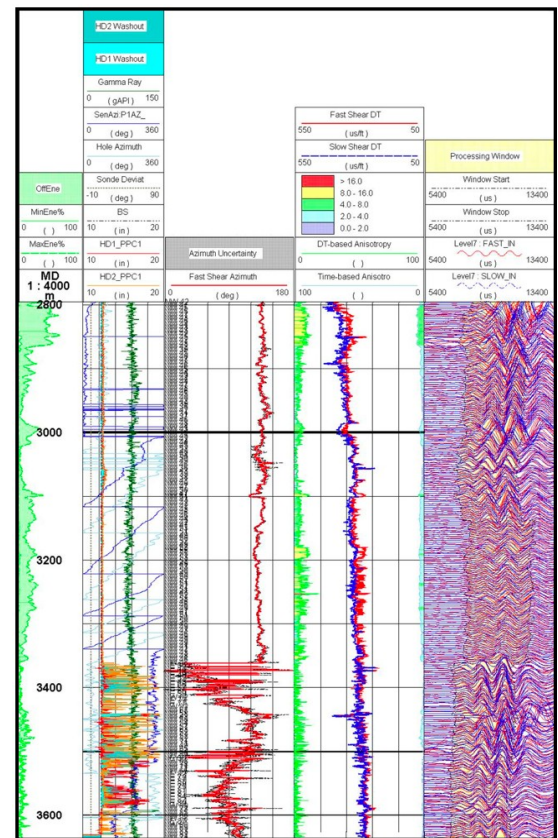 HD2 Washout
HD1 Washout
Gamma Ray
0 ( gAPI ) 150
SenAzi:P1AZ_
0 ( deg ) 360
Hole Azimuth
0 ( deg ) 360
Sonde Deviat
-10 ( deg ) 90
BS
10 ( in ) 20
HD1_PPC1
10 ( in ) 20
HD2_PPC1
10 ( in ) 20
OffEne
MinEne%
0 ( ) 100
MaxEne%
0 ( ) 100
MD
1 : 4000
m
Azimuth Uncertainty
Fast Shear Azimuth
( deg ) 180
Fast Shear DT
550 ( us/ft ) 50
Slow Shear DT
550 ( us/ft ) 50
> 16.0
8.0 - 16.0
4.0 - 8.0
2.0 - 4.0
0.0 - 2.0
DT-based Anisotropy
0 ( ) 100
Time-based Anisotro
100 ( ) 0
Processing Window
Window Start
5400 ( us ) 13400
Window Stop
5400 ( us ) 13400
Level7 : FAST_IN
5400 ( us ) 13400
Level7 : SLOW_IN
5400 ( us ) 13400
2800
3000
3200
3400
3600